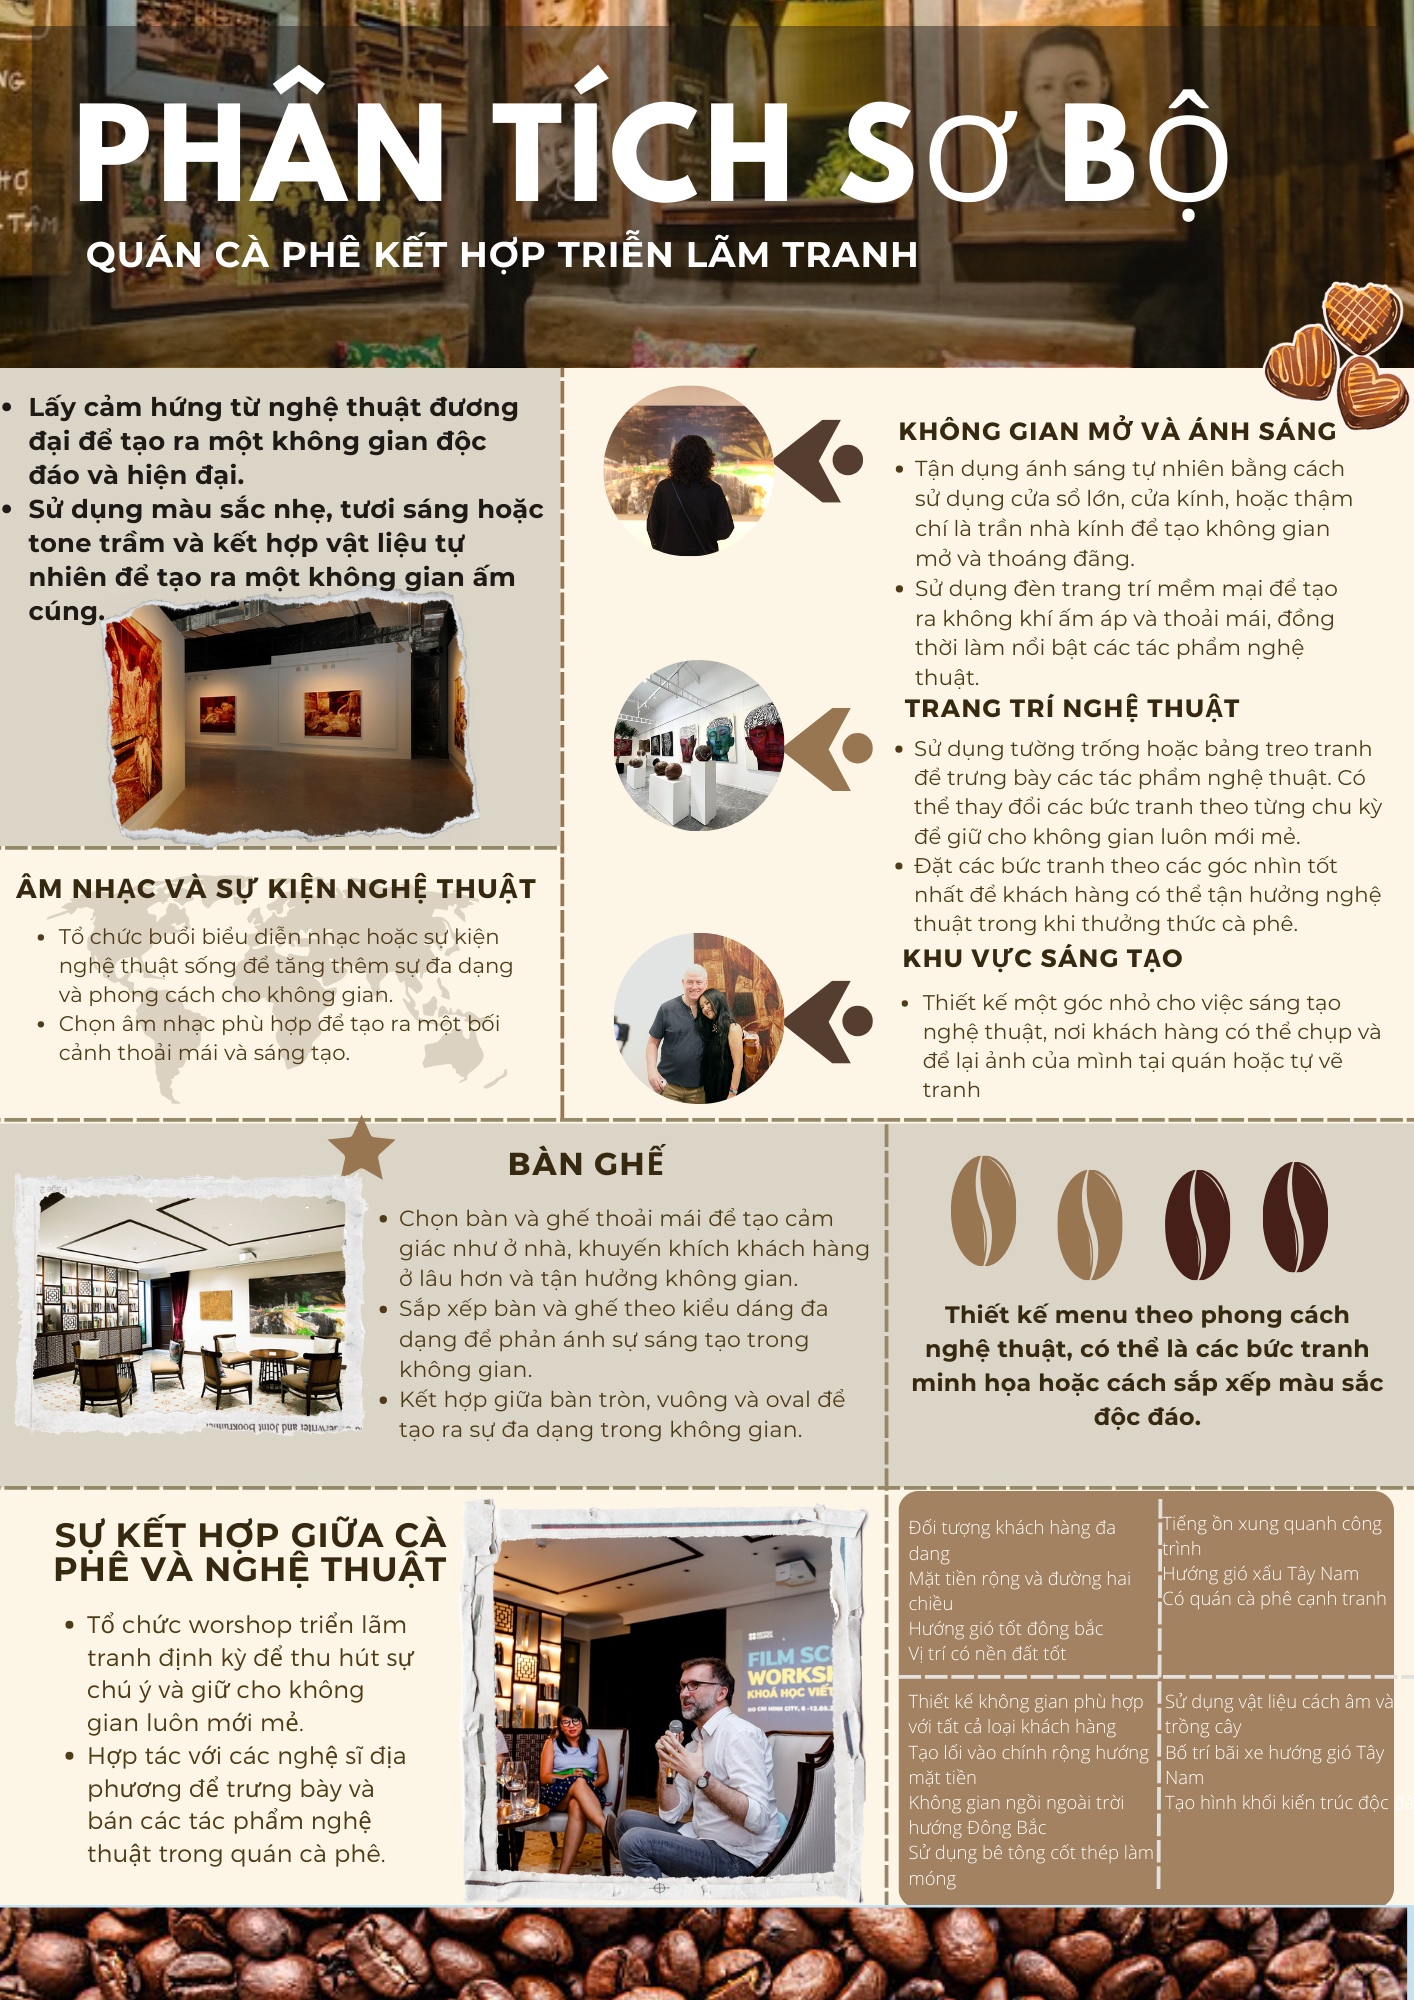 PHÂN TÍCH SƠ BỘ
QUÁN CÀ PHÊ KẾT HỢP TRIỄN LÃM TRANH
Lấy cảm hứng từ nghệ thuật đương
đại để tạo ra một không gian độc
đáo và hiện đại.
Sử dụng màu sắc nhẹ, tươi sáng hoặc
tone trầm và kết hợp vật liệu tự
nhiên để tạo ra một không gian ấm
cúng.
ÂM NHẠC VÀ SỰ KIỆN NGHỆ THUẬT
Tổ chức buổi biểu diễn nhạc hoặc sự kiện
nghệ thuật sống để tăng thêm sự đa dạng
và phong cách cho không gian.
Chọn âm nhạc phù hợp để tạo ra một bối
cảnh thoải mái và sáng tạo.
KHÔNG GIAN MỞ VÀ ÁNH SÁNG
Tận dụng ánh sáng tự nhiên bằng cách
sử dụng cửa sổ lớn, cửa kính, hoặc thậm
chí là trần nhà kính để tạo không gian
mở và thoáng đãng.
Sử dụng đèn trang trí mềm mại để tạo
ra không khí ấm áp và thoải mái, đồng
thời làm nổi bật các tác phẩm nghệ
thuật.
TRANG TRÍ NGHỆ THUẬT
Sử dụng tường trống hoặc bảng treo tranh
để trưng bày các tác phẩm nghệ thuật. Có
thể thay đổi các bức tranh theo từng chu kỳ
để giữ cho không gian luôn mới mẻ.
Đặt các bức tranh theo các góc nhìn tốt
nhất để khách hàng có thể tận hưởng nghệ
thuật trong khi thưởng thức cà phê.
KHU VỰC SÁNG TẠO
Thiết kế một góc nhỏ cho việc sáng tạo
nghệ thuật, nơi khách hàng có thể chụp và
để lại ảnh của mình tại quán hoặc tự vẽ
tranh
BÀN GHẾ
Chọn bàn và ghế thoải mái để tạo cảm
giác như ở nhà, khuyến khích khách hàng
ở lâu hơn và tận hưởng không gian.
Sắp xếp bàn và ghế theo kiểu dáng đa
dạng để phản ánh sự sáng tạo trong
không gian.
Kết hợp giữa bàn tròn, vuông và oval để
tạo ra sự đa dạng trong không gian.
Thiết kế menu theo phong cách
nghệ thuật, có thể là các bức tranh
minh họa hoặc cách sắp xếp màu sắc
độc đáo.
SỰ KẾT HỢP GIỮA CÀ
PHÊ VÀ NGHỆ THUẬT
Tổ chức worshop triển lãm
tranh định kỳ để thu hút sự
chú ý và giữ cho không
gian luôn mới mẻ.
Hợp tác với các nghệ sĩ địa
phương để trưng bày và
bán các tác phẩm nghệ
thuật trong quán cà phê.
FILM SC
WORKS
KHOÁ HỌC VIẾT
Đối tượng khách hàng đa
dang
Mặt tiền rộng và đường hai
chiều
Hướng gió tốt đông bắc
Vị trí có nền đất tốt
Tiếng ồn xung quanh công
trình
Hướng gió xấu Tây Nam
Có quán cà phê cạnh tranh
Thiết kế không gian phù hợp
với tất cả loại khách hàng
Tạo lối vào chính rộng hướng
mặt tiền
Không gian ngồi ngoài trời
hướng Đông Bắc
Sử dụng bê tông cốt thép làm
móng
Sử dụng vật liệu cách âm và
trồng cây
Bố trí bãi xe hướng gió Tây
Nam
Tạo hình khối kiến trúc độc